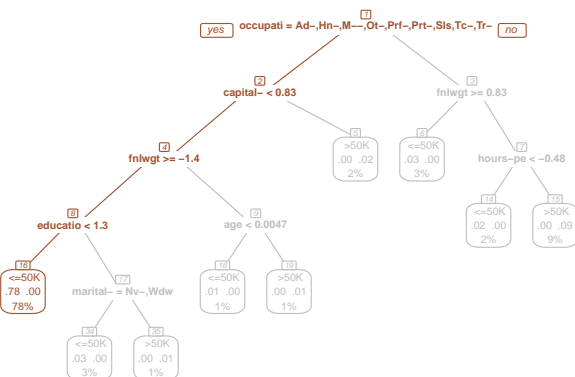 1
yes occupati = Ad−,Hn−,M−−,Ot−,Prf−,Prt−,Sls,Tc−,Tr− no
2 3
capital− < 0.83 fnlwgt >= 0.83
4 5 6 7
fnlwgt >= −1.4 >50K <=50K hours−pe < −0.48
.00 .02 .03 .00
2% 3%
8 9 14 15
educatio < 1.3 age < 0.0047 <=50K >50K
.02 .00 .00 .09
2% 9%
16 17 18 19
<=50K marital− = Nv−,Wdw <=50K >50K
.78 .00 .01 .00 .00 .01
78% 1% 1%
34 35
<=50K >50K
.03 .00 .00 .01
3% 1%